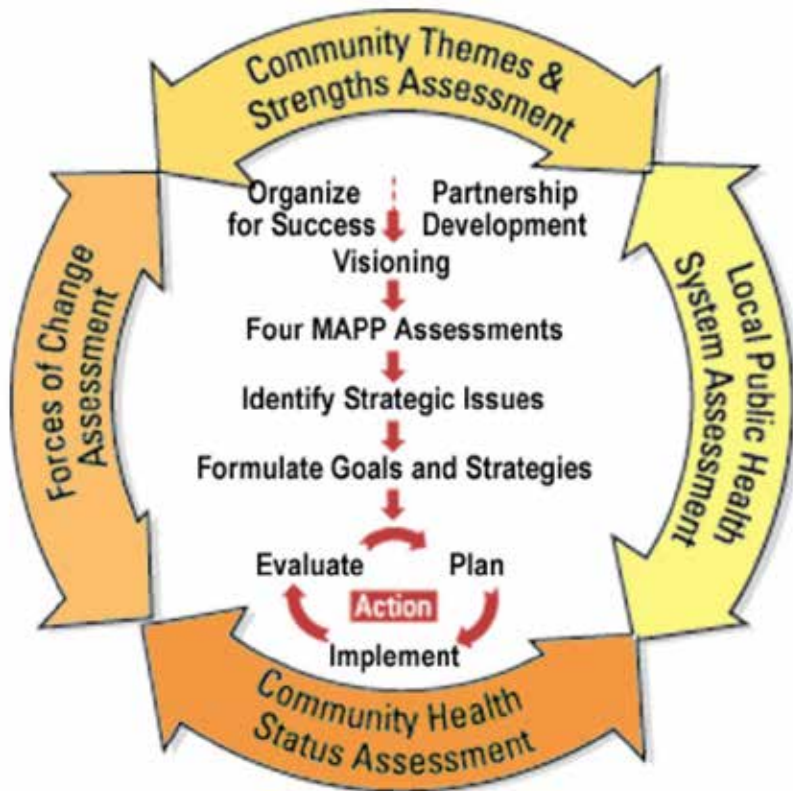 Community Themes &
Strengths Assessment
Organize
for Success
Partnership
Development
Visioning
Four MAPP Assessments
Identify Strategic Issues
Formulate Goals and Strategies
Evaluate
Plan
Action
Implement
Forces of Change
Assessment
Local Public Health
System Assessment
Community Health
Status Assessment